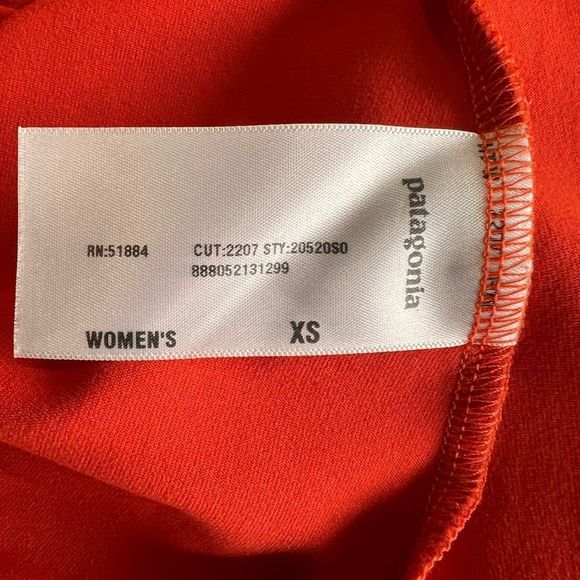 patagonia
RN:51884 CUT:2207 STY:20520S0
888052131299
WOMEN'S XS